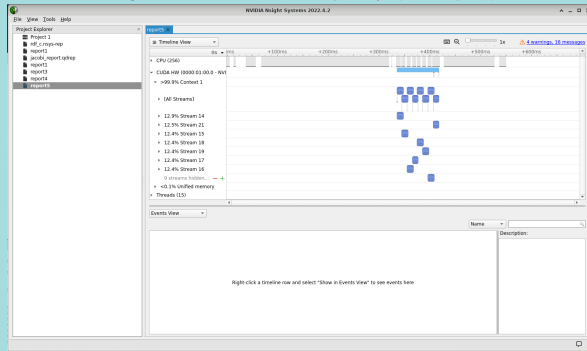 NVIDIA Nsight Systems 2022.4.2
File View Tools Help
Project Explorer
Project 1
report1
ntf_c.nsys-rep
jacobi_report.qdrep
report1
report3
report4
report5
report5
Timeline View
1x
4 warnings, 16 messages
6s
+100ms +200ms +300ms +400ms +500ms +600ms
CPU (256)
CUDA HW (0000:01:00.0 - NVI
>99.9% Context 1
[All Streams]
12.9% Stream 14
12.5% Stream 21
12.4% Stream 15
12.4% Stream 18
12.4% Stream 19
12.4% Stream 17
12.4% Stream 16
9 streams hidden... − +
<0.1% Unified memory
Threads (15)
Events View
Name
Description:
Right-click a timeline row and select "Show in Events View" to see events here